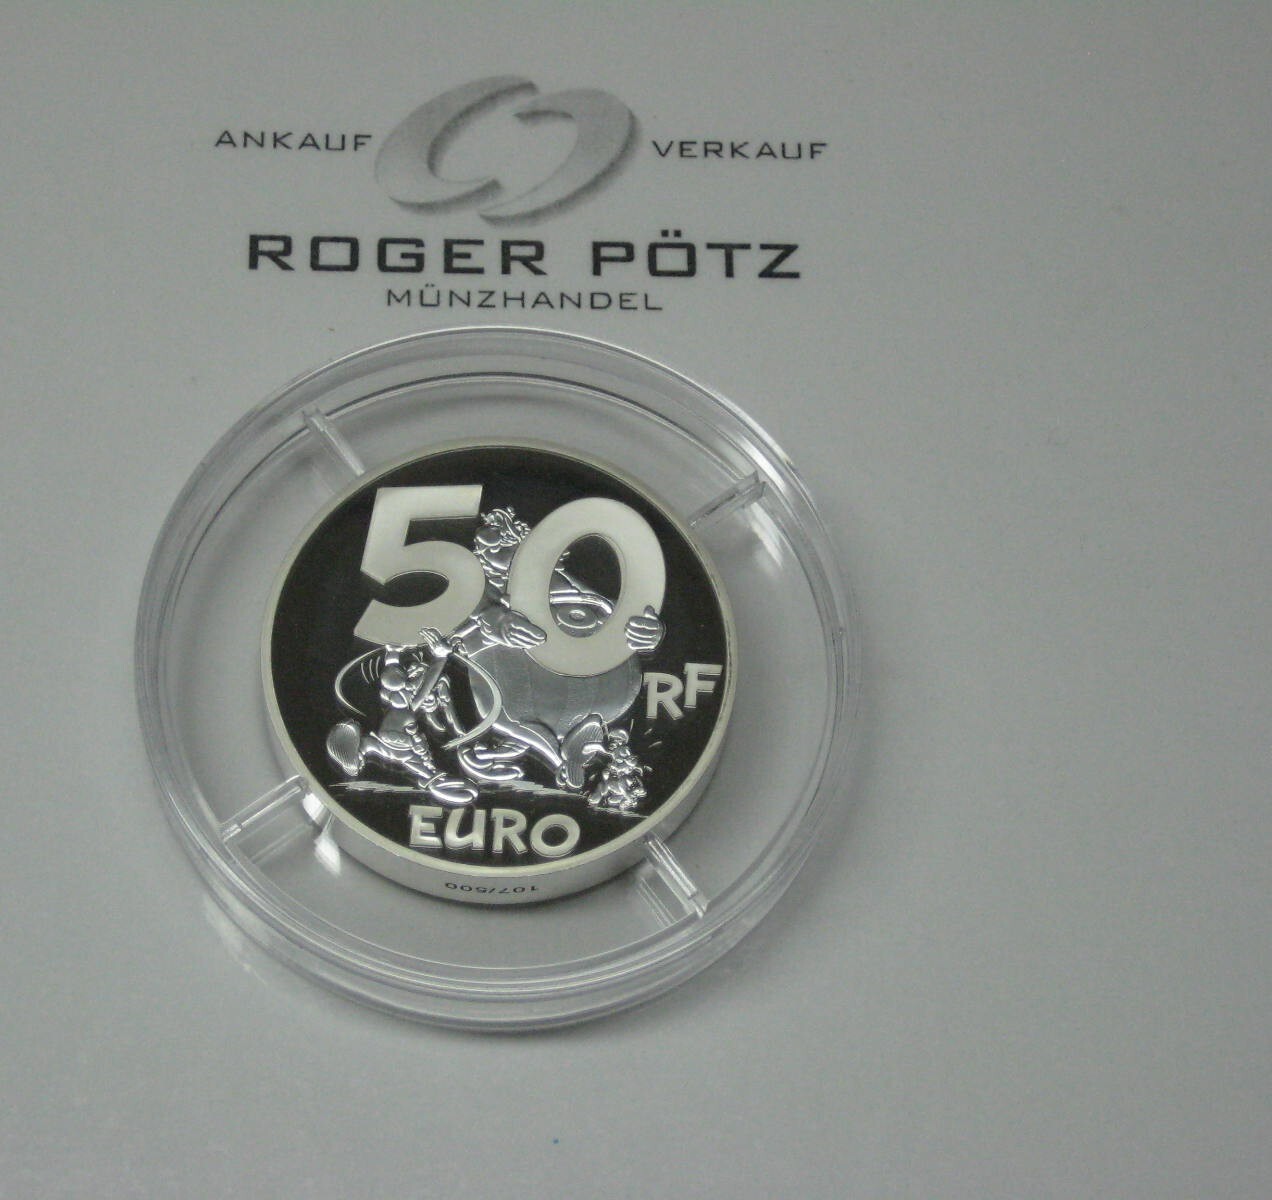 ANKAUF VERKAUF
ROGER PÖTZ
MÜNZHANDEL
50
RF
EURO
107/500